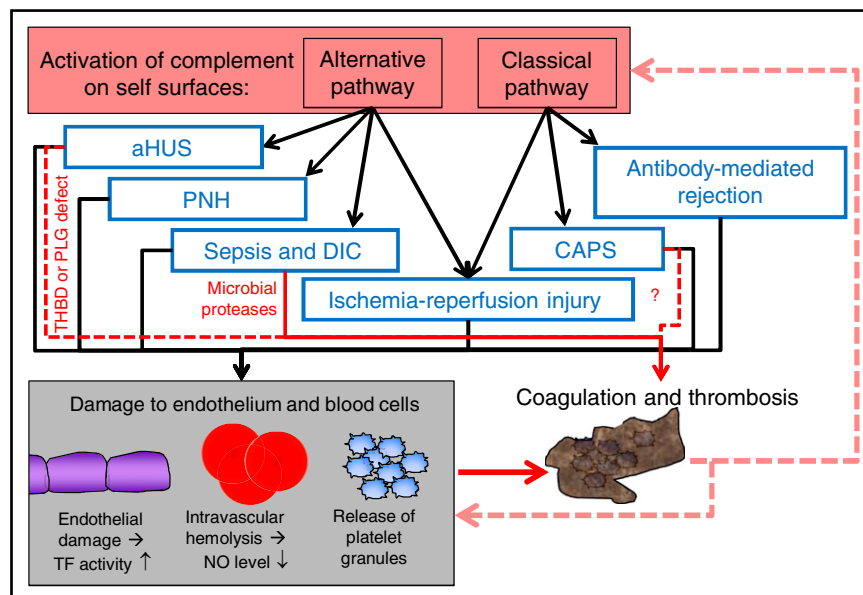 Activation of complement
on self surfaces:
Alternative
pathway
Classical
pathway
aHUS
Antibody-mediated
rejection
PNH
Sepsis and DIC
CAPS
THBD or PLG defect
Microbial
proteases
Ischemia-reperfusion injury
?
Damage to endothelium and blood cells
Coagulation and thrombosis
Endothelial
damage →
TF activity ↑
Intravascular
hemolysis →
NO level ↓
Release of
platelet
granules